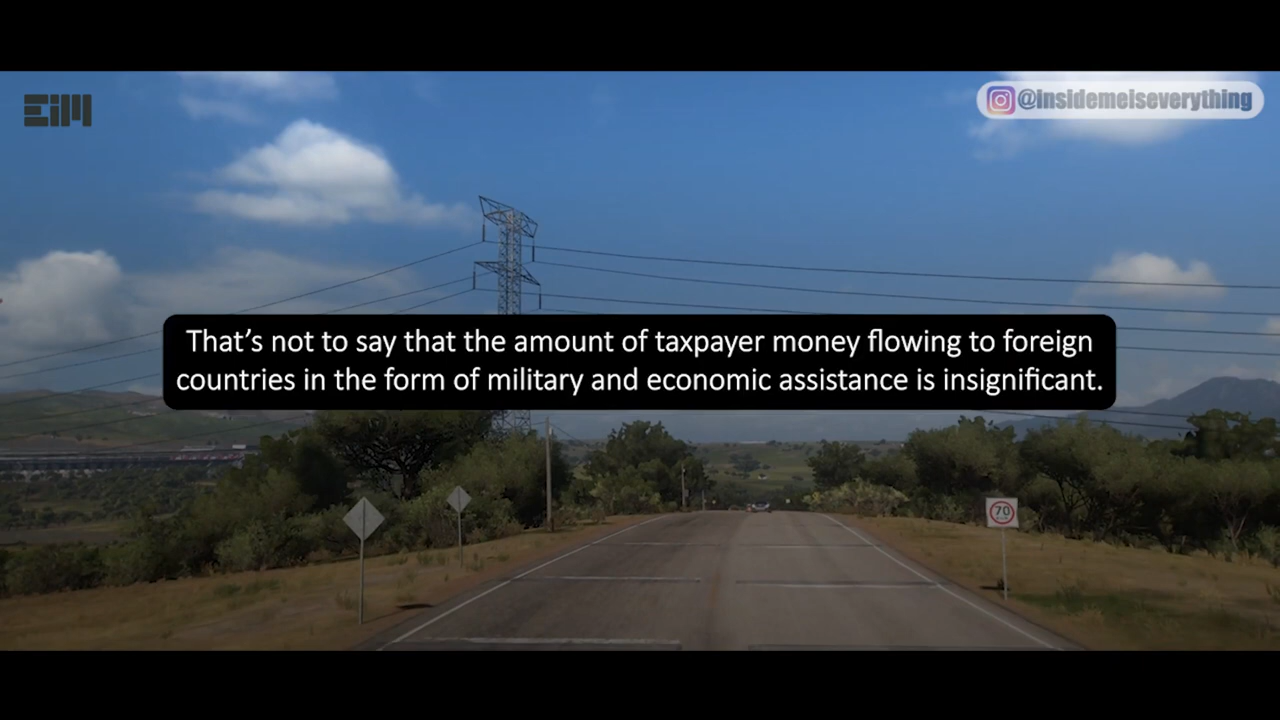 EiM
@Insidemeiseverything
That’s not to say that the amount of taxpayer money flowing to foreign
countries in the form of military and economic assistance is insignificant.
70